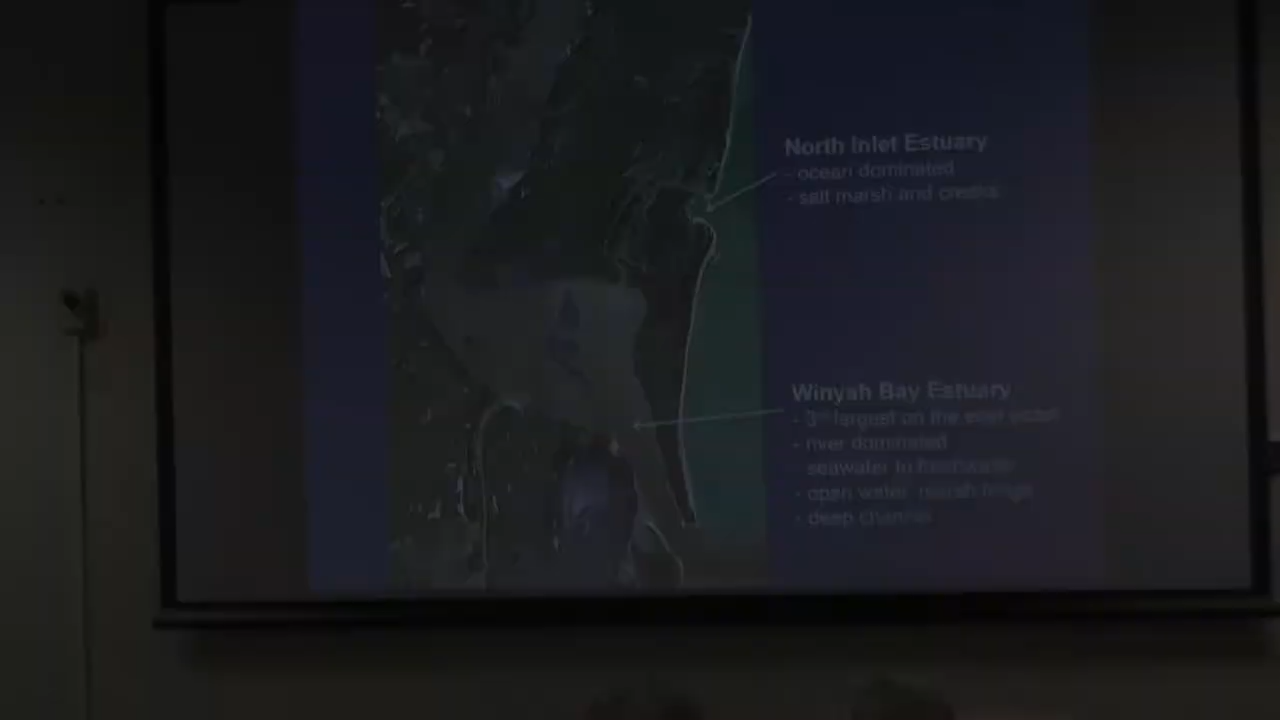 North Inlet Estuary
- ocean dominated
- salt marsh and creeks
Winyah Bay Estuary
- 3rd largest on the east coast
- river dominated
seawater to freshwater
- open water, marsh fringe
- deep channel